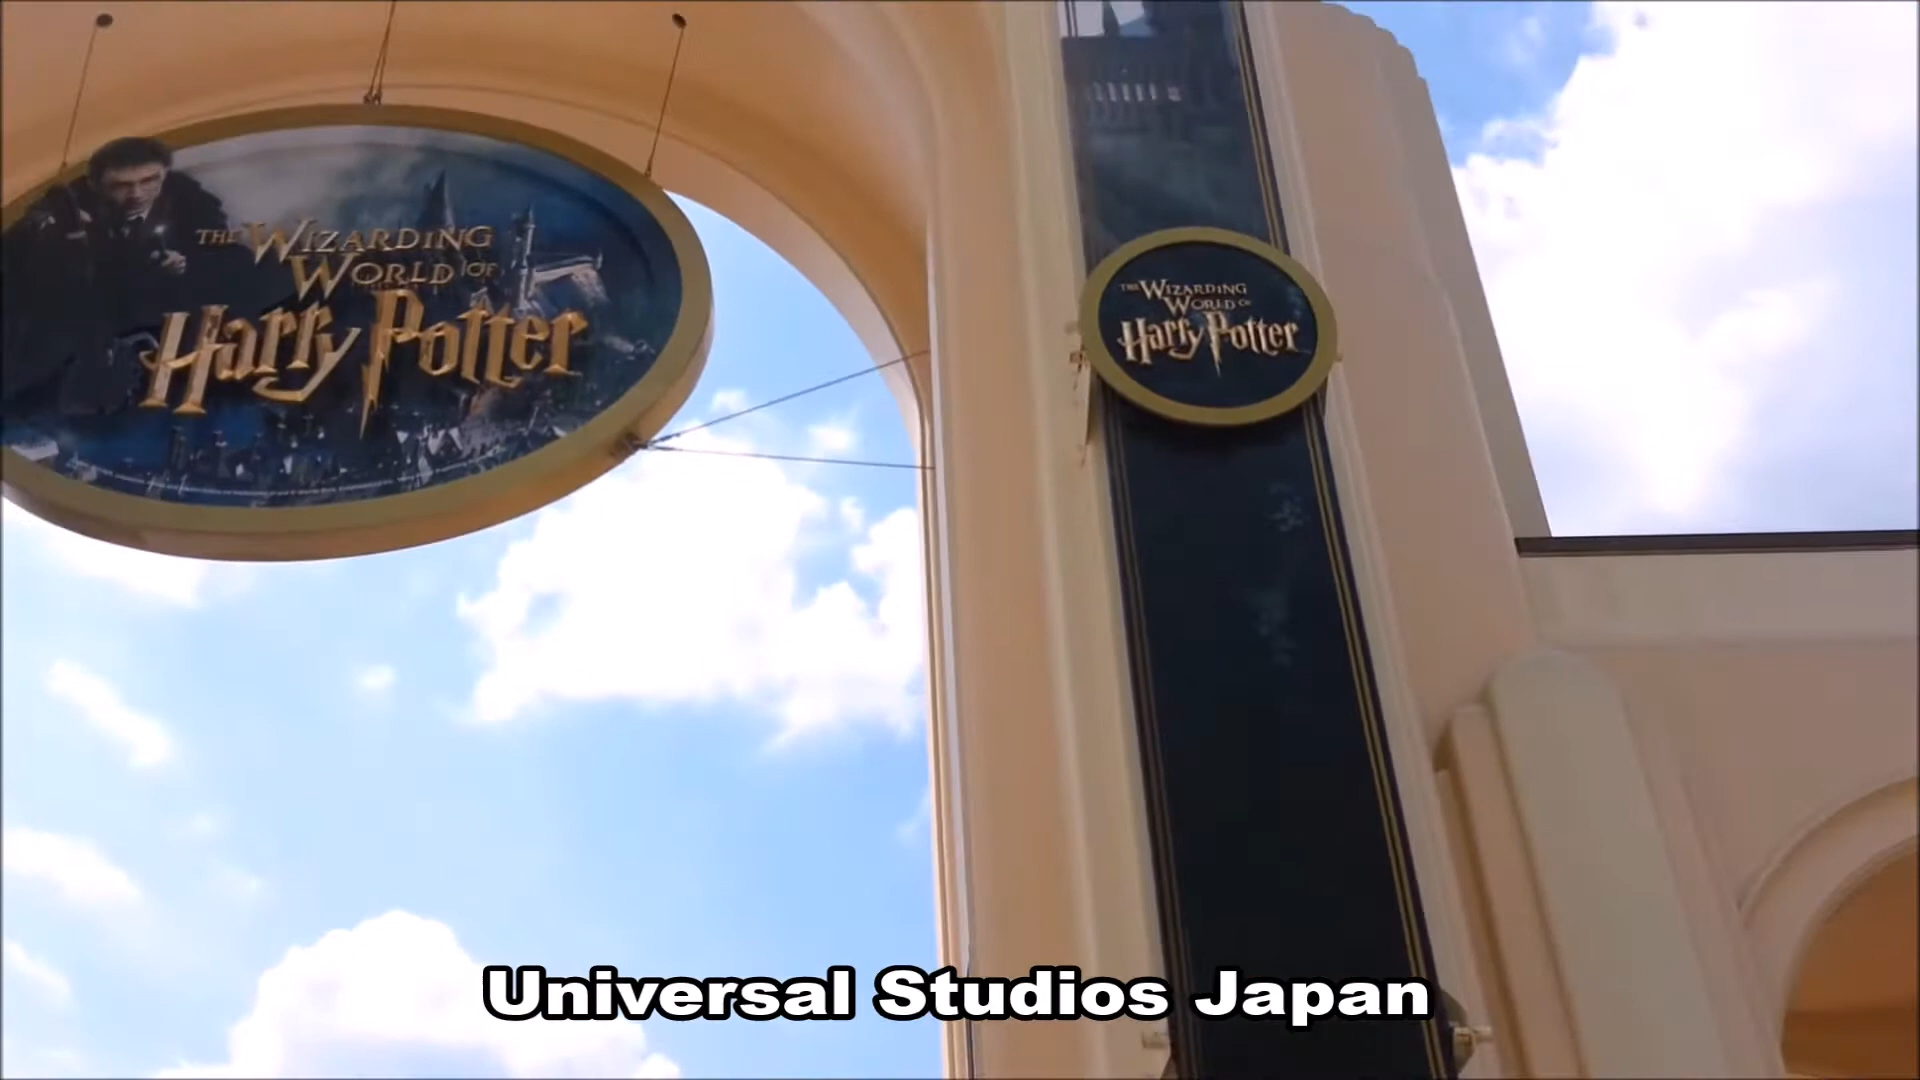 THE WIZARDING
WORLD OF
Harry Potter
THE WIZARDING
WORLD OF
Harry Potter
Universal Studios Japan